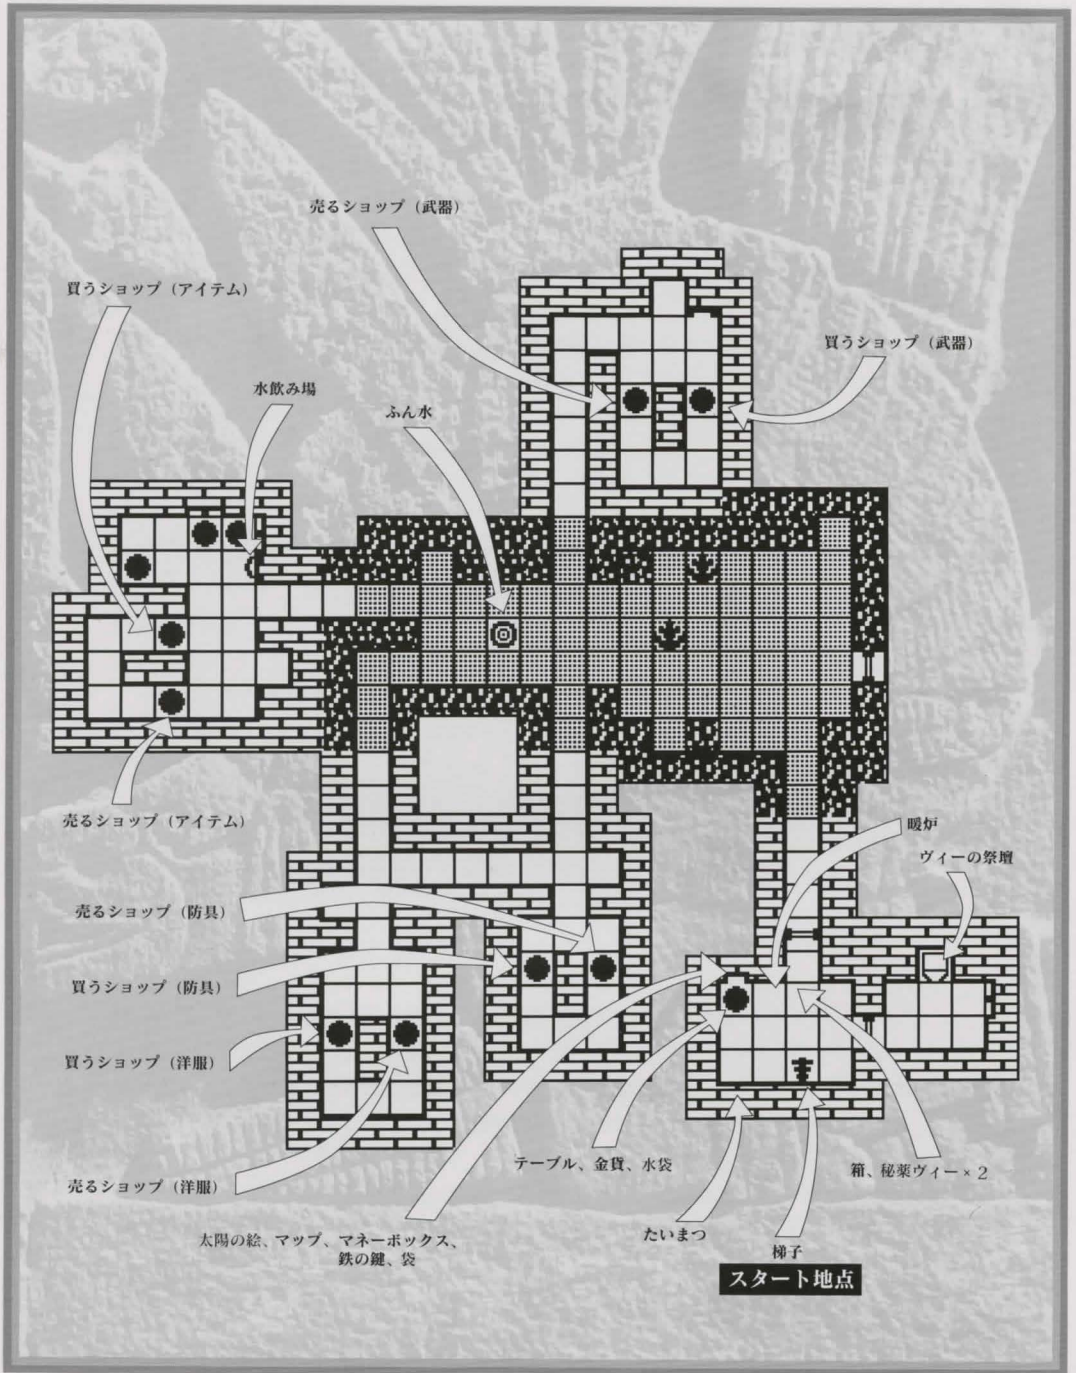 売るショップ（武器）
買うショップ（アイテム）
買うショップ（武器）
水飲み場
ふん水
売るショップ（アイテム）
暖炉
ヴィーの祭壇
売るショップ（防具）
買うショップ（防具）
買うショップ（洋服）
売るショップ（洋服）
テーブル、金貨、水袋
箱、秘薬ヴィー×2
太陽の絵、マップ、マネーボックス、
鉄の鍵、袋
たいまつ
梯子
スタート地点